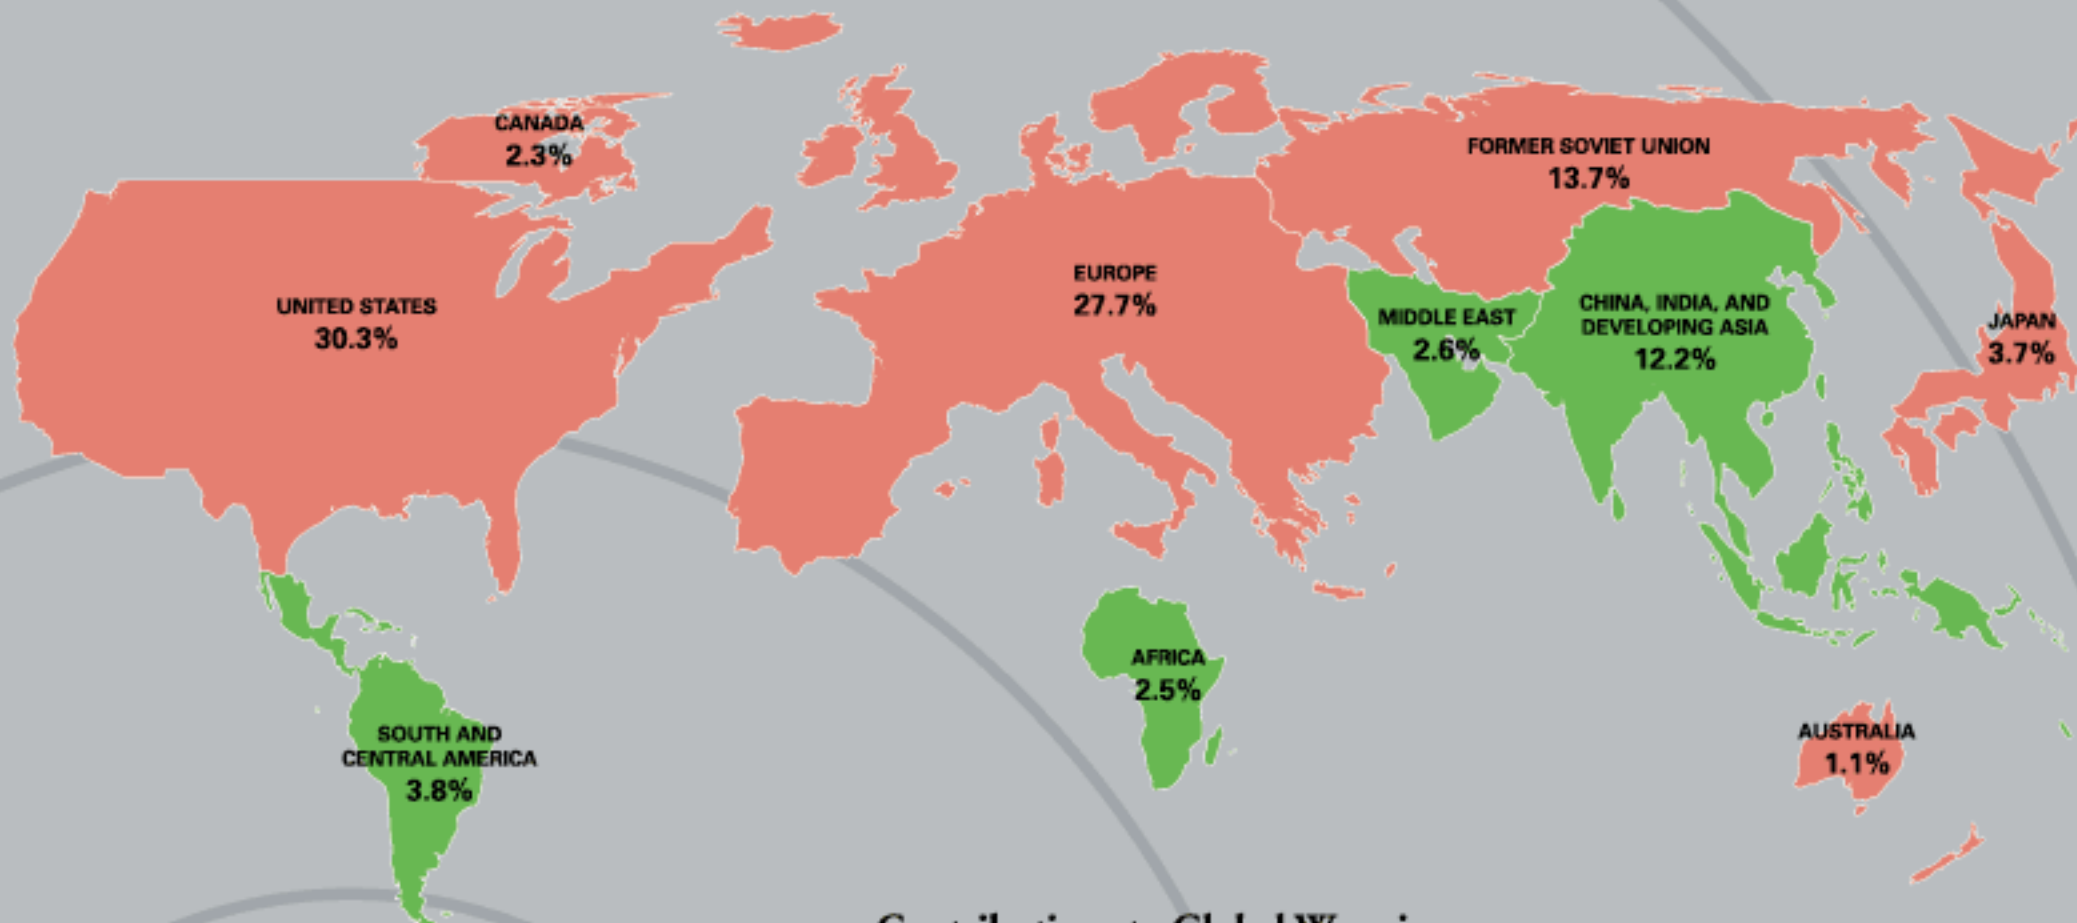 CANADA
2.3%
FORMER SOVIET UNION
13.7%
UNITED STATES
30.3%
EUROPE
27.7%
MIDDLE EAST
2.6%
CHINA, INDIA, AND
DEVELOPING ASIA
12.2%
JAPAN
3.7%
AFRICA
2.5%
SOUTH AND
CENTRAL AMERICA
3.8%
AUSTRALIA
1.1%